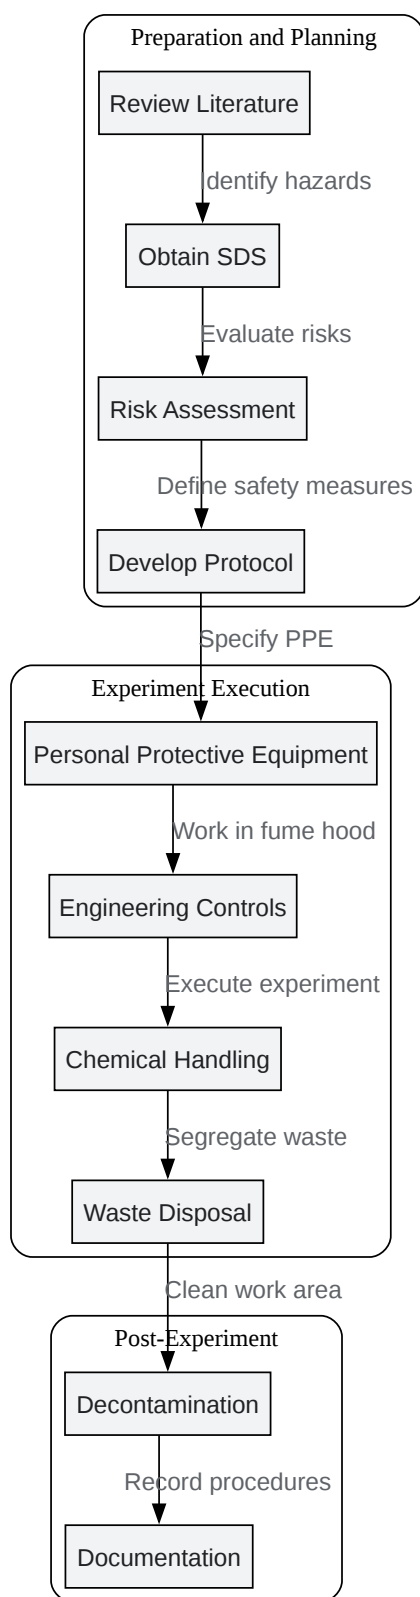 Preparation and Planning
Review Literature
Identify hazards
Obtain SDS
Evaluate risks
Risk Assessment
Define safety measures
Develop Protocol
Specify PPE
Experiment Execution
Personal Protective Equipment
Work in fume hood
Engineering Controls
Execute experiment
Chemical Handling
Segregate waste
Waste Disposal
Clean work area
Post-Experiment
Decontamination
Record procedures
Documentation